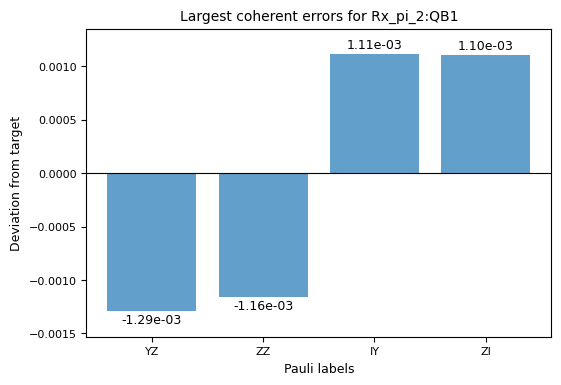 Largest coherent errors for Rx_pi_2:QB1
Deviation from target
0.0010
0.0005
0.0000
−0.0005
−0.0010
−0.0015
1.11e-03
1.10e-03
-1.29e-03
-1.16e-03
YZ
ZZ
IY
ZI
Pauli labels